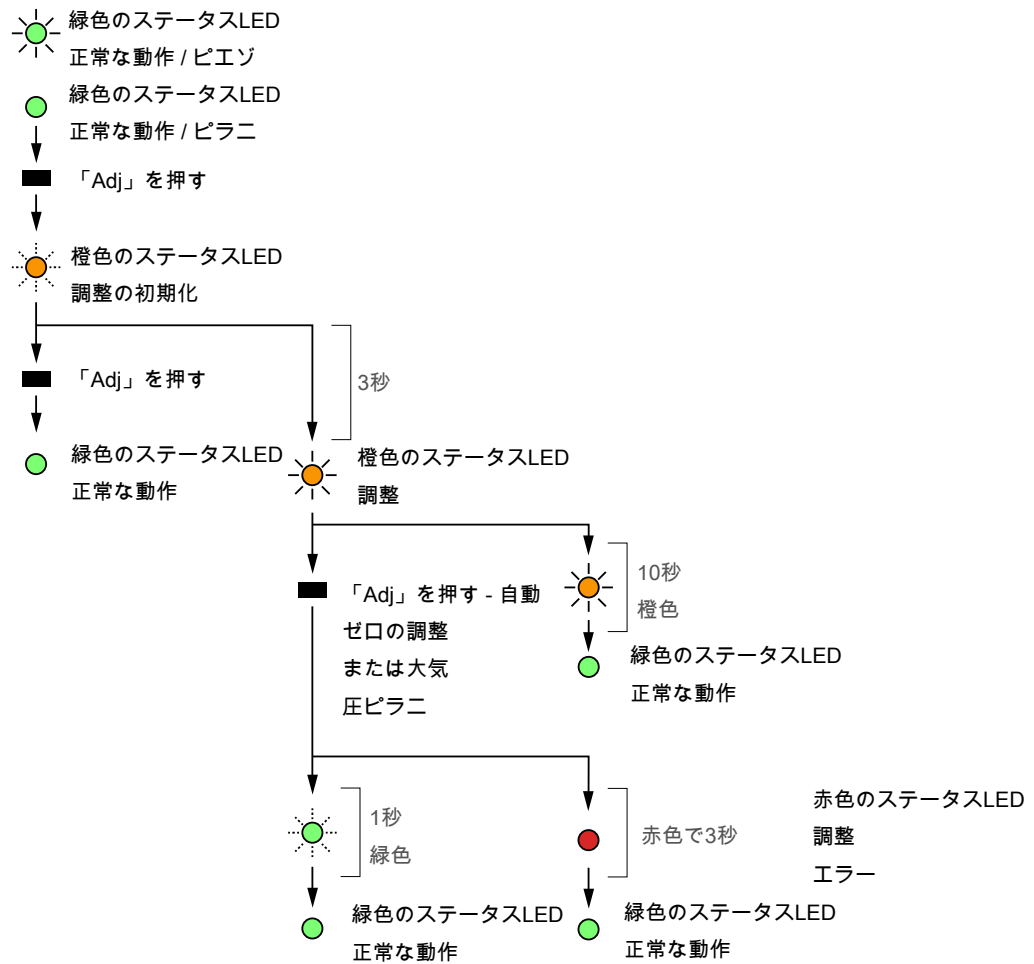 緑色のステータスLED
正常な動作 / ピエゾ
緑色のステータスLED
正常な動作 / ピラニ
「Adj」を押す
橙色のステータスLED
調整の初期化
「Adj」を押す
3秒
緑色のステータスLED
正常な動作
橙色のステータスLED
調整
「Adj」を押す - 自動
ゼロの調整
または大気
圧ピラニ
10秒
橙色
緑色のステータスLED
正常な動作
1秒
緑色
赤色で3秒
赤色のステータスLED
調整
エラー
緑色のステータスLED
正常な動作
緑色のステータスLED
正常な動作